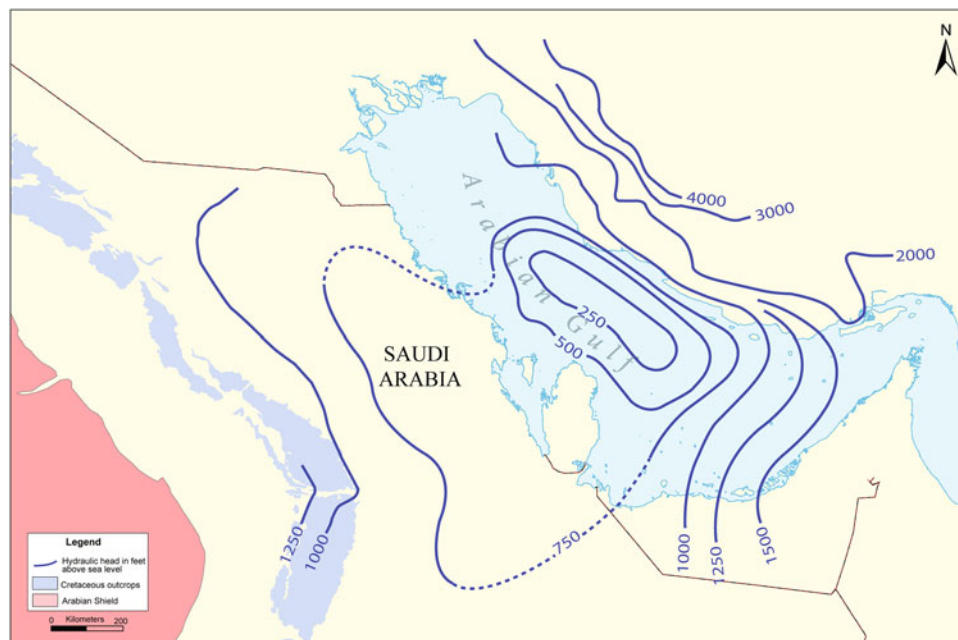 N
4000
3000
2000
Arabian Gulf
250
500
SAUDI
ARABIA
1250
1000
750
1000
1250
1500
Legend
Hydraulic head in feet
above sea level
Cretaceous outcrops
Arabian Shield
0 Kilometers 200